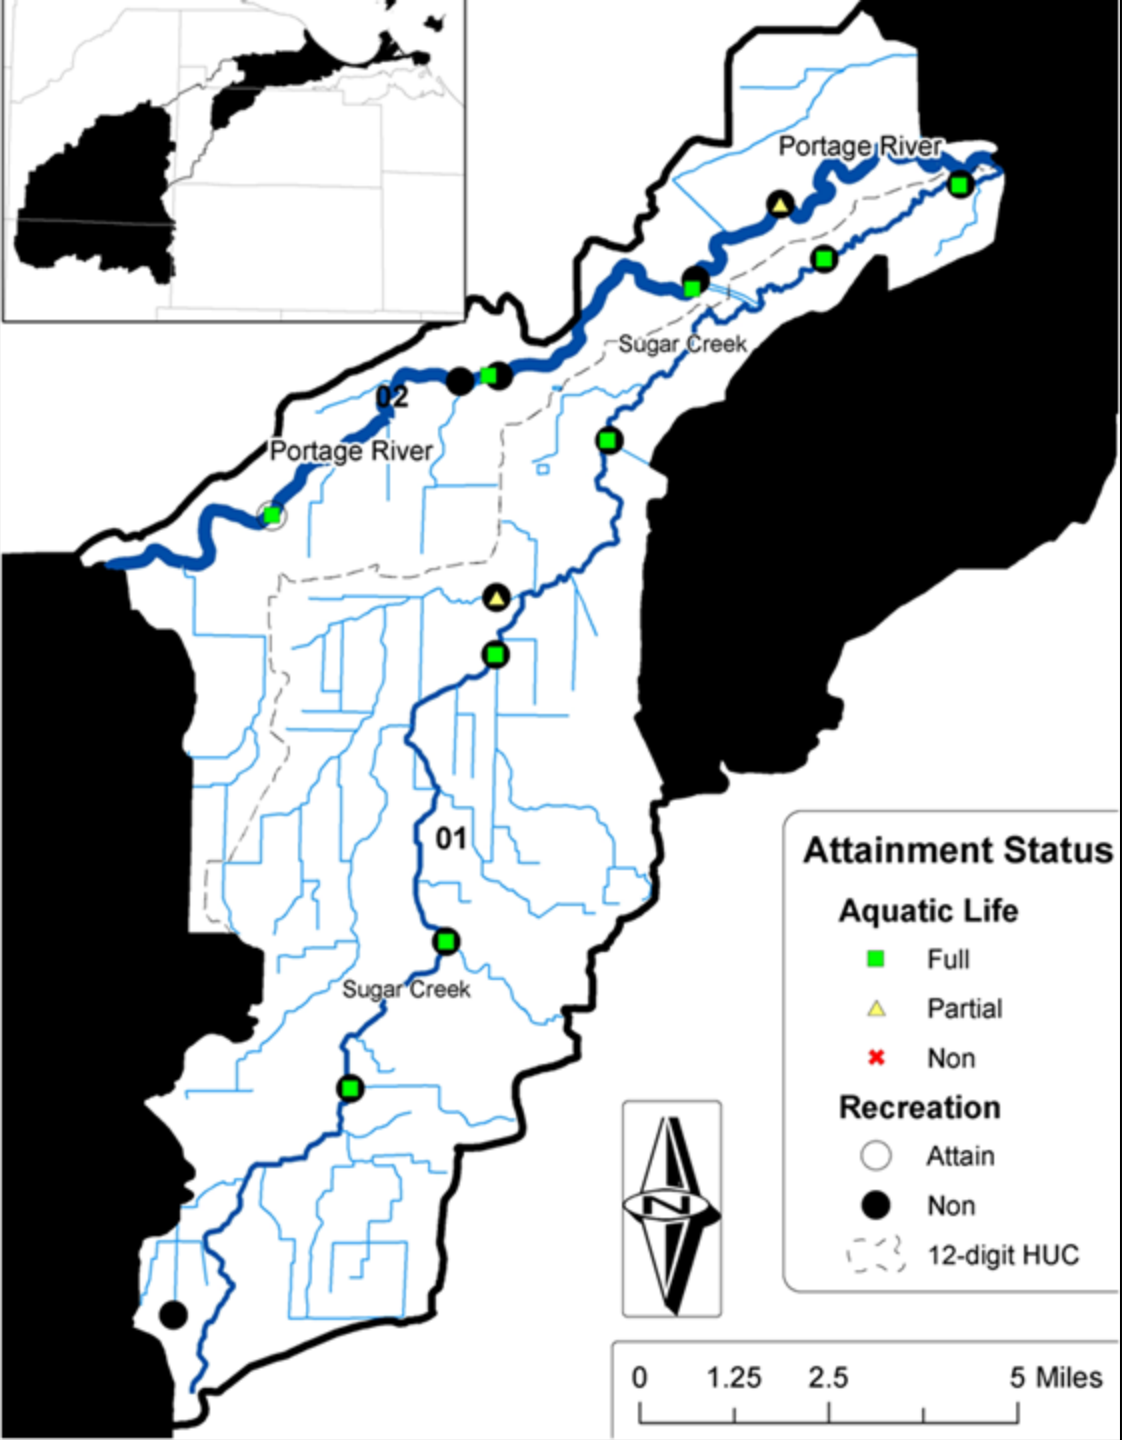 Portage River
Sugar Creek
02
Portage River
01
Sugar Creek
Attainment Status
Aquatic Life
Full
Partial
Non
Recreation
Attain
Non
12-digit HUC
N
0 1.25 2.5 5 Miles